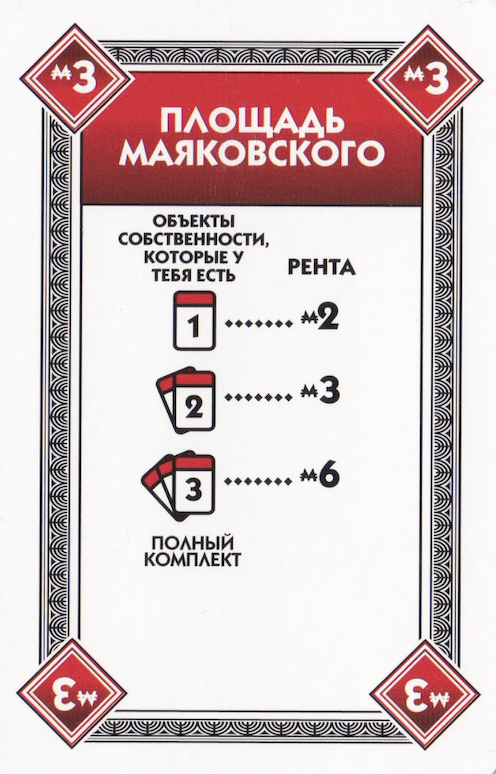 ₩3 ₩3
ПЛОЩАДЬ
МАЯКОВСКОГО
ОБЪЕКТЫ
СОБСТВЕННОСТИ,
КОТОРЫЕ У
ТЕБЯ ЕСТЬ
РЕНТА
1 ....... ₩2
2 ....... ₩3
3 ....... ₩6
ПОЛНЫЙ
КОМПЛЕКТ
₩3 ₩3